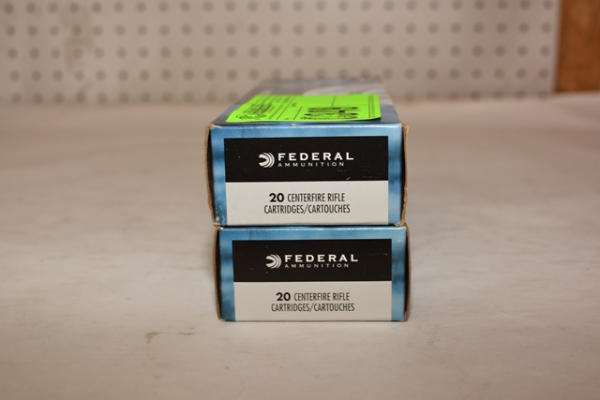 FEDERAL
AMMUNITION
20 CENTERFIRE RIFLE
CARTRIDGES/CARTOUCHES
FEDERAL
AMMUNITION
20 CENTERFIRE RIFLE
CARTRIDGES/CARTOUCHES